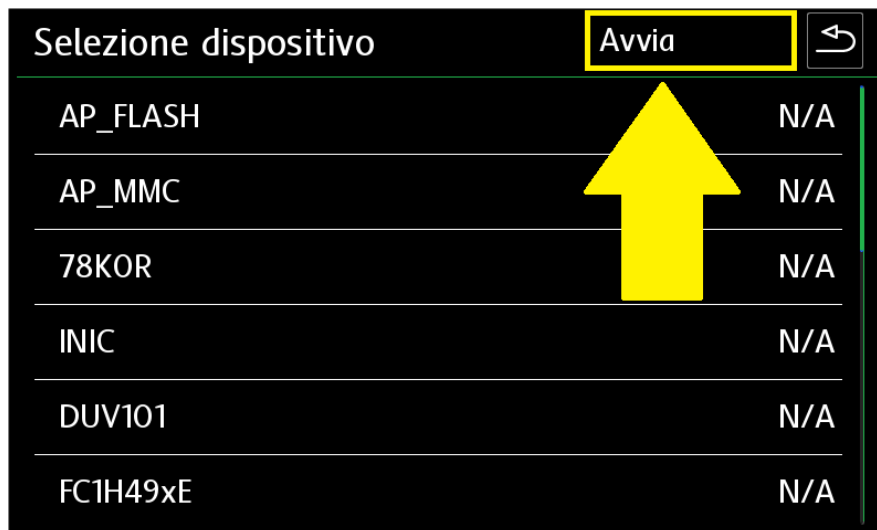 Selezione dispositivo Avvia
AP_FLASH N/A
AP_MMC N/A
78K0R N/A
INIC N/A
DUV101 N/A
FC1H49xE N/A